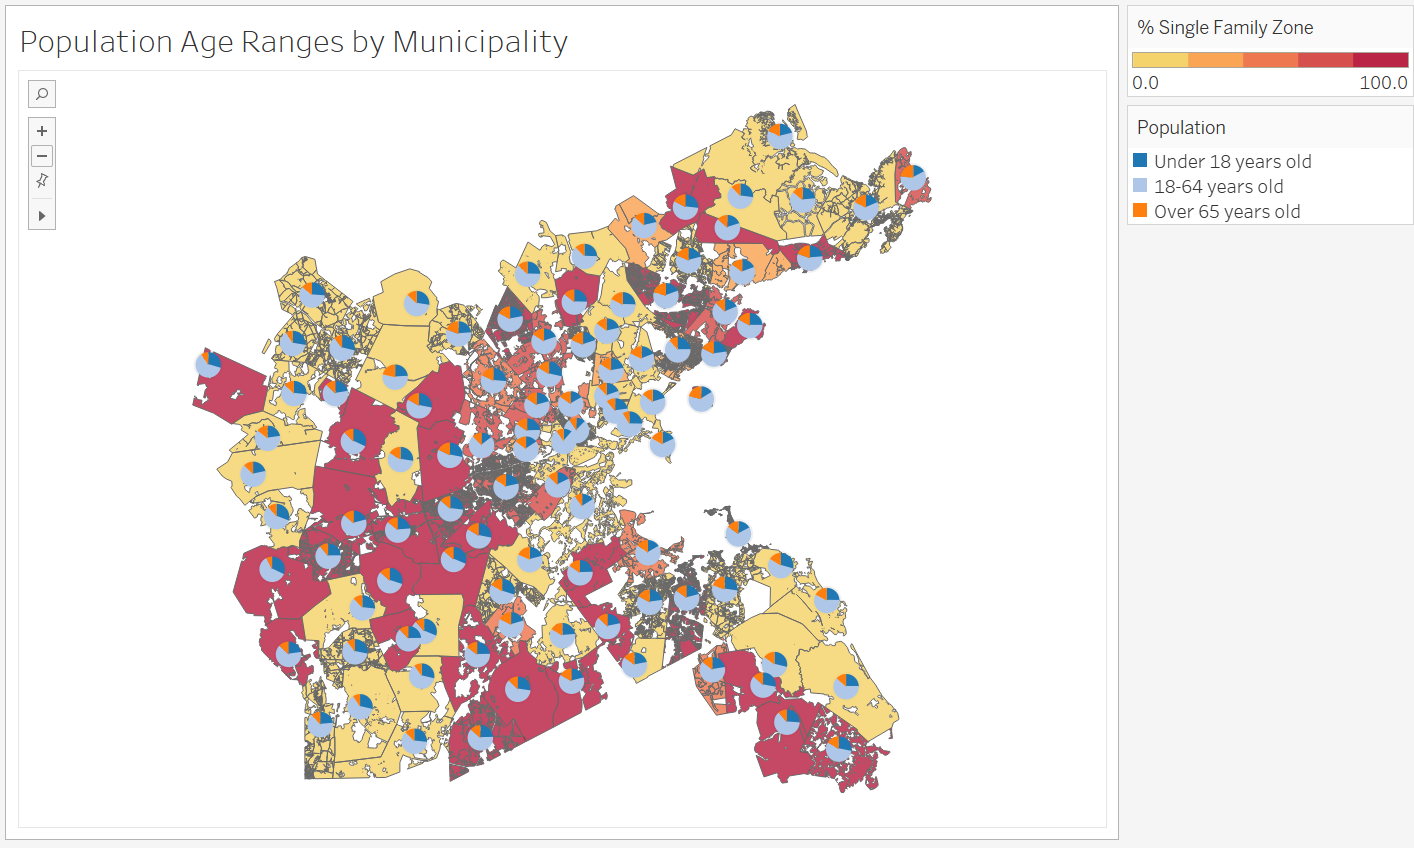 Population Age Ranges by Municipality
% Single Family Zone
0.0 100.0
Population
Under 18 years old
18-64 years old
Over 65 years old